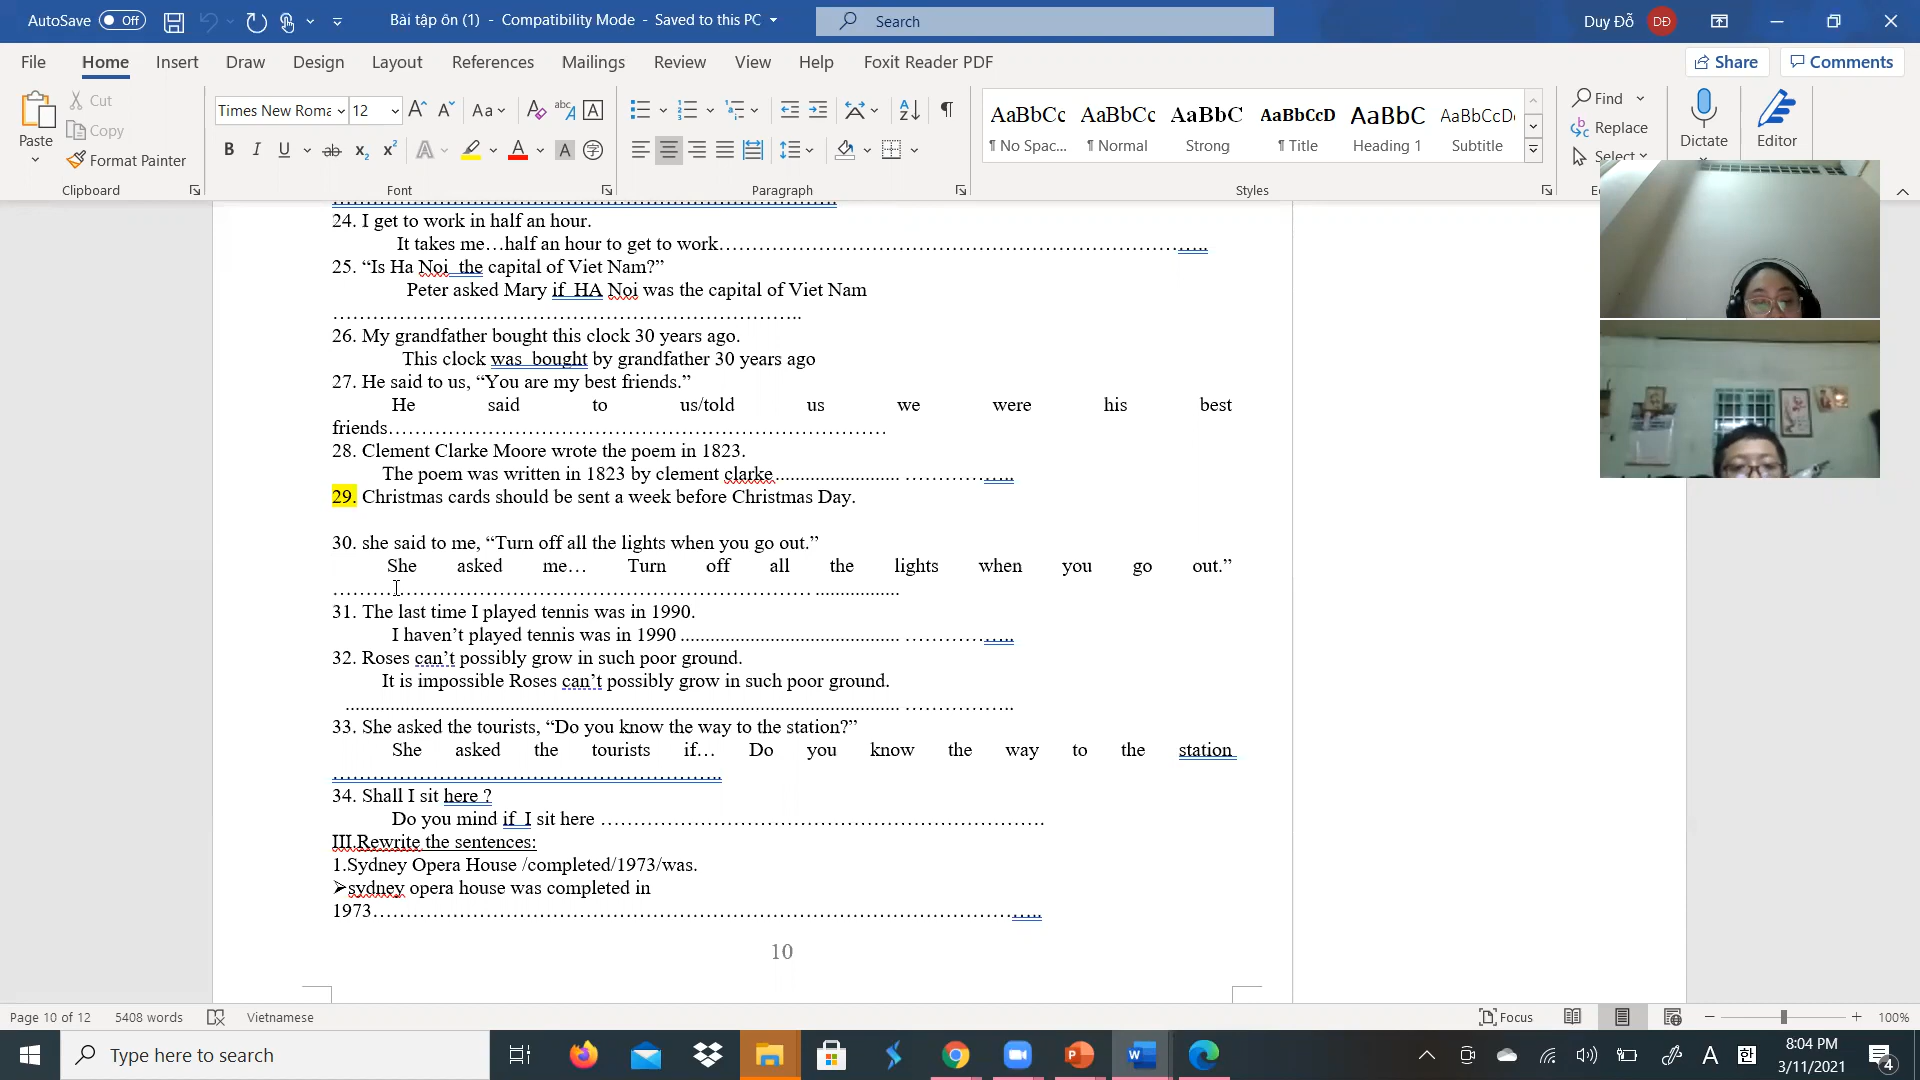 AutoSave Off Bài tập ôn (1) - Compatibility Mode - Saved to this PC Search Duy Đỗ DĐ
File Home Insert Draw Design Layout References Mailings Review View Help Foxit Reader PDF Share Comments
Paste Cut Copy Format Painter Clipboard
Times New Roma 12 Aa B I U ab x₂ x² A A A 字 Font
Paragraph
AaBbCc AaBbCc AaBbC AaBbCcD AaBbC AaBbCcD
¶ No Spac... ¶ Normal Strong ¶ Title Heading 1 Subtitle
Styles
Find Replace Select
Dictate Editor
24. I get to work in half an hour.
It takes me…half an hour to get to work……………………………………………………………..
25. “Is Ha Noi the capital of Viet Nam?”
Peter asked Mary if HA Noi was the capital of Viet Nam
……………………………………………………………..
26. My grandfather bought this clock 30 years ago.
This clock was bought by grandfather 30 years ago
27. He said to us, “You are my best friends.”
He said to us/told us we were his best
friends…………………………………………………………………
28. Clement Clarke Moore wrote the poem in 1823.
The poem was written in 1823 by clement clarke......................... ……………..
29. Christmas cards should be sent a week before Christmas Day.
30. she said to me, “Turn off all the lights when you go out.”
She asked me… Turn off all the lights when you go out.”
……………………………………………………………… .................
31. The last time I played tennis was in 1990.
I haven’t played tennis was in 1990 ............................................ ……………..
32. Roses can’t possibly grow in such poor ground.
It is impossible Roses can’t possibly grow in such poor ground.
............................................................................................................... ……………..
33. She asked the tourists, “Do you know the way to the station?”
She asked the tourists if… Do you know the way to the station
…………………………………………………..
34. Shall I sit here ?
Do you mind if I sit here ………………………………………………………….
III.Rewrite the sentences:
1.Sydney Opera House /completed/1973/was.
➢sydney opera house was completed in
1973……………………………………………………………………………………..
10
Page 10 of 12 5408 words Vietnamese Focus 100%
Type here to search A 한 8:04 PM
3/11/2021 4